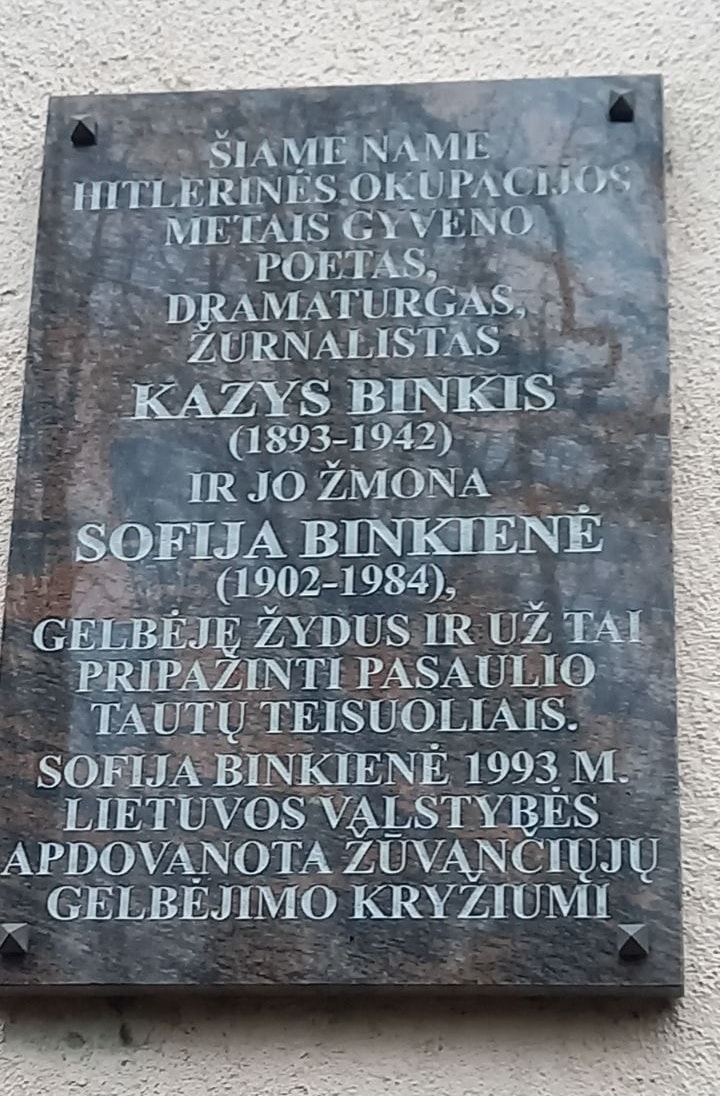 ŠIAME NAME
HITLERINĖS OKUPACIJOS
METAIS GYVENO
POETAS,
DRAMATURGAS,
ŽURNALISTAS
KAZYS BINKIS
(1893-1942)
IR JO ŽMONA
SOFIJA BINKIENĖ
(1902-1984),
GELBĖJĘ ŽYDUS IR UŽ TAI
PRIPAŽINTI PASAULIO
TAUTŲ TEISUOLIAIS.
SOFIJA BINKIENĖ 1993 M.
LIETUVOS VALSTYBĖS
APDOVANOTA ŽŪVANČIŲJŲ
GELBĖJIMO KRYŽIUMI